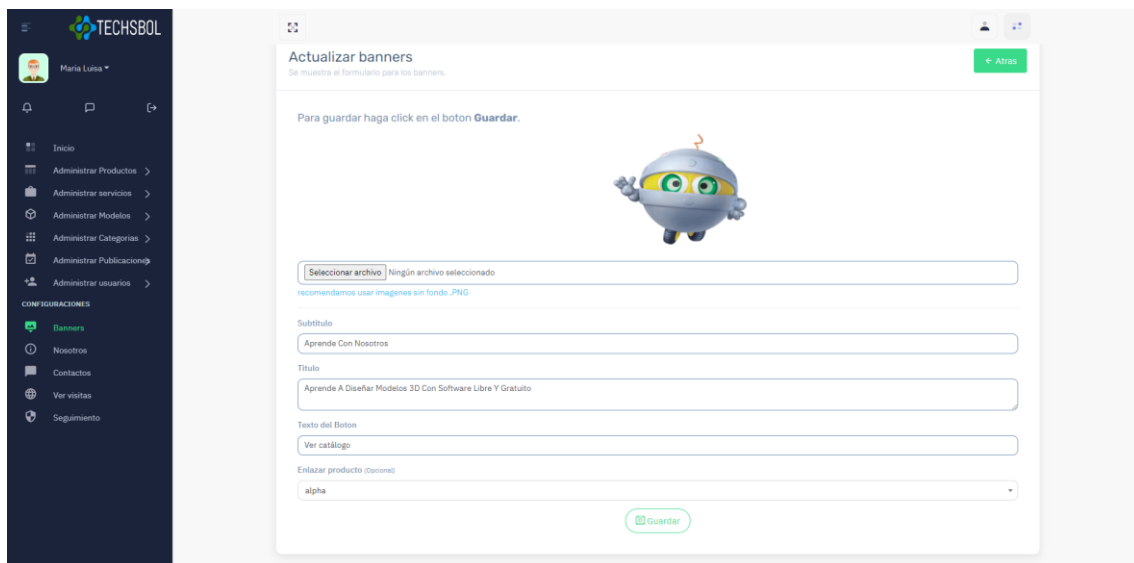 TECHSBOL
Maria Luisa
Inicio
Administrar Productos
Administrar servicios
Administrar Modelos
Administrar Categorias
Administrar Publicaciones
Administrar usuarios
CONFIGURACIONES
Banners
Nosotros
Contactos
Ver visitas
Seguimiento
Actualizar banners
Se muestra el formulario para los banners.
← Atras
Para guardar haga click en el boton Guardar.
Seleccionar archivo Ningún archivo seleccionado
recomendamos usar imagenes sin fondo .PNG
Subtitulo
Aprende Con Nosotros
Titulo
Aprende A Diseñar Modelos 3D Con Software Libre Y Gratuito
Texto del Boton
Ver catálogo
Enlazar producto (Opcional)
alpha
Guardar